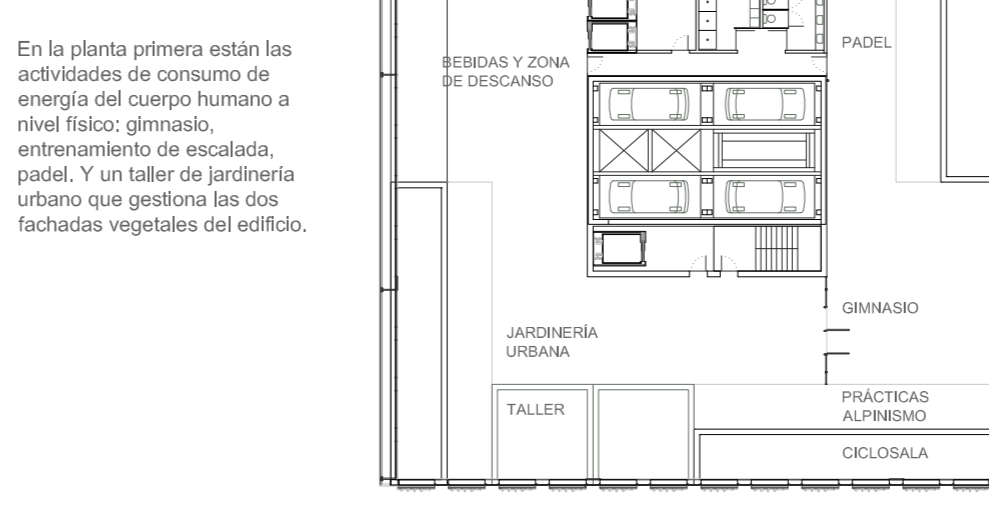 En la planta primera están las
actividades de consumo de
energía del cuerpo humano a
nivel físico: gimnasio,
entrenamiento de escalada,
padel. Y un taller de jardinería
urbano que gestiona las dos
fachadas vegetales del edificio.
BEBIDAS Y ZONA
DE DESCANSO
PADEL
GIMNASIO
JARDINERÍA
URBANA
TALLER
PRÁCTICAS
ALPINISMO
CICLOSALA